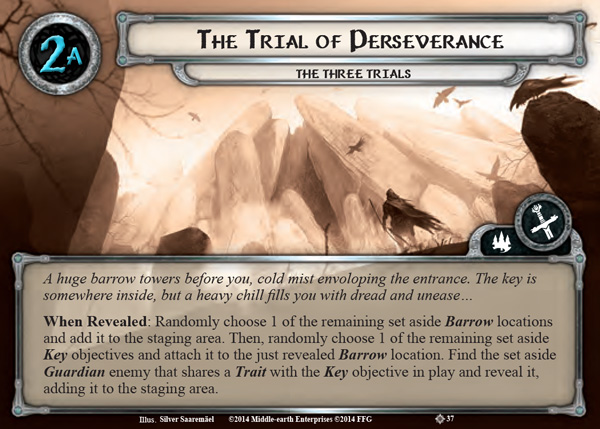 2A
THE TRIAL OF PERSEVERANCE
THE THREE TRIALS
A huge barrow towers before you, cold mist enveloping the entrance. The key is
somewhere inside, but a heavy chill fills you with dread and unease…
When Revealed: Randomly choose 1 of the remaining set aside Barrow locations
and add it to the staging area. Then, randomly choose 1 of the remaining set aside
Key objectives and attach it to the just revealed Barrow location. Find the set aside
Guardian enemy that shares a Trait with the Key objective in play and reveal it,
adding it to the staging area.
Illus. Silver Saaremäel ©2014 Middle-earth Enterprises ©2014 FFG 37